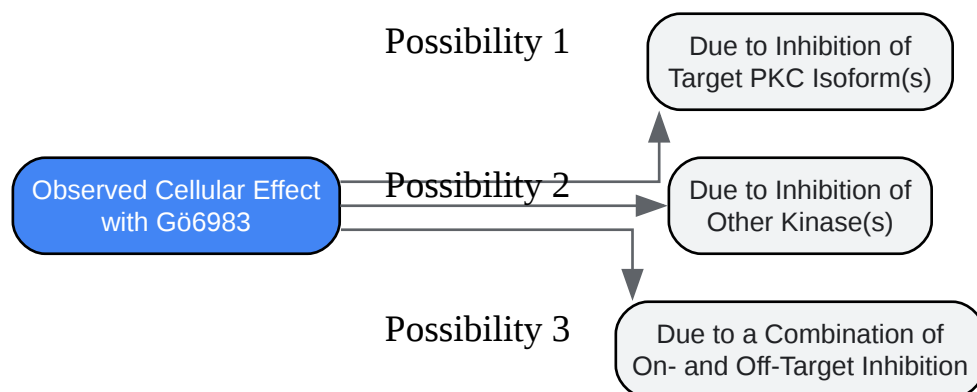 Possibility 1
Due to Inhibition of
Target PKC Isoform(s)
Observed Cellular Effect
with Gö6983
Possibility 2
Due to Inhibition of
Other Kinase(s)
Possibility 3
Due to a Combination of
On- and Off-Target Inhibition